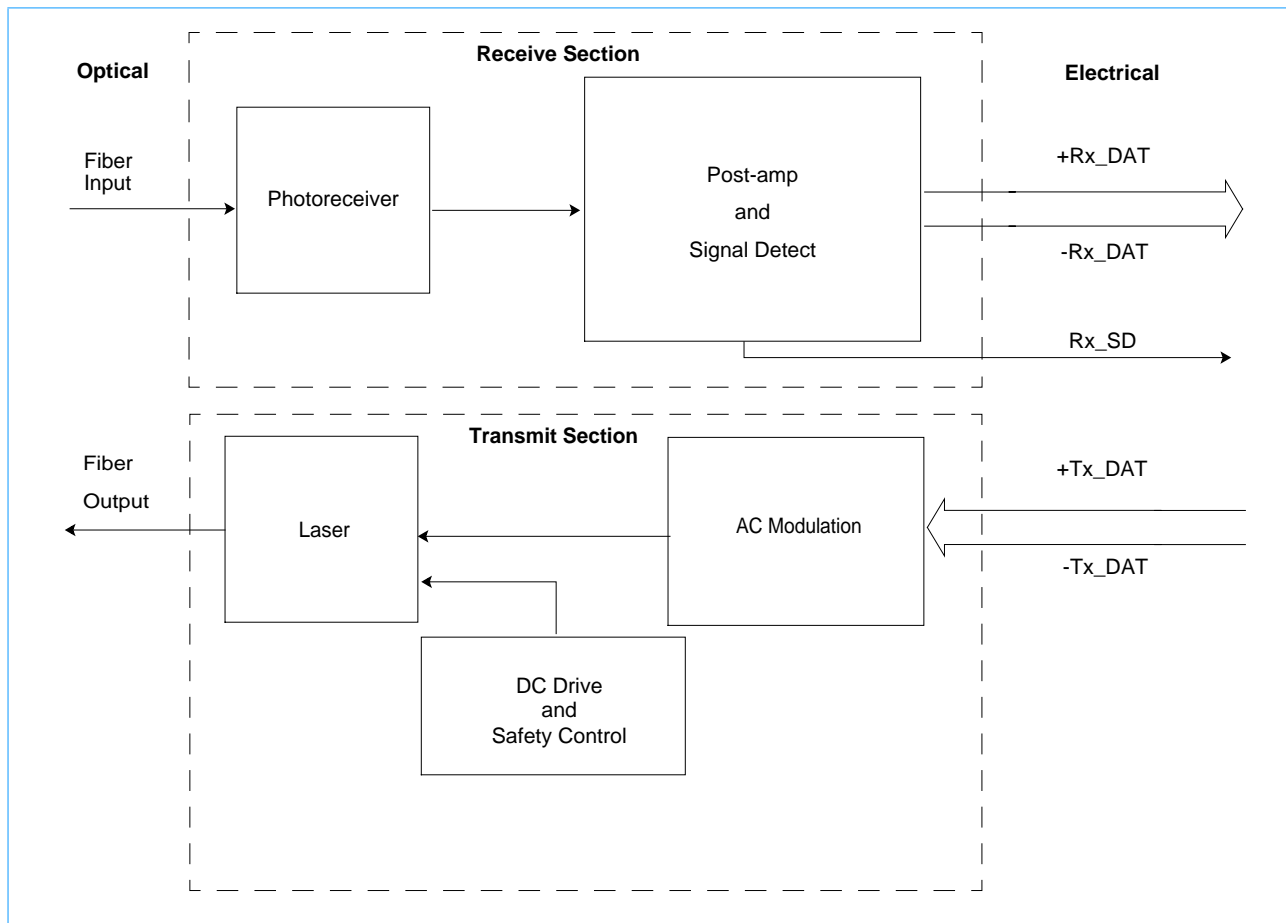 Receive Section
Optical
Electrical
Fiber
Input
Photoreceiver
Post-amp
and
Signal Detect
+Rx_DAT
-Rx_DAT
Rx_SD
Transmit Section
Fiber
Output
Laser
AC Modulation
+Tx_DAT
-Tx_DAT
DC Drive
and
Safety Control